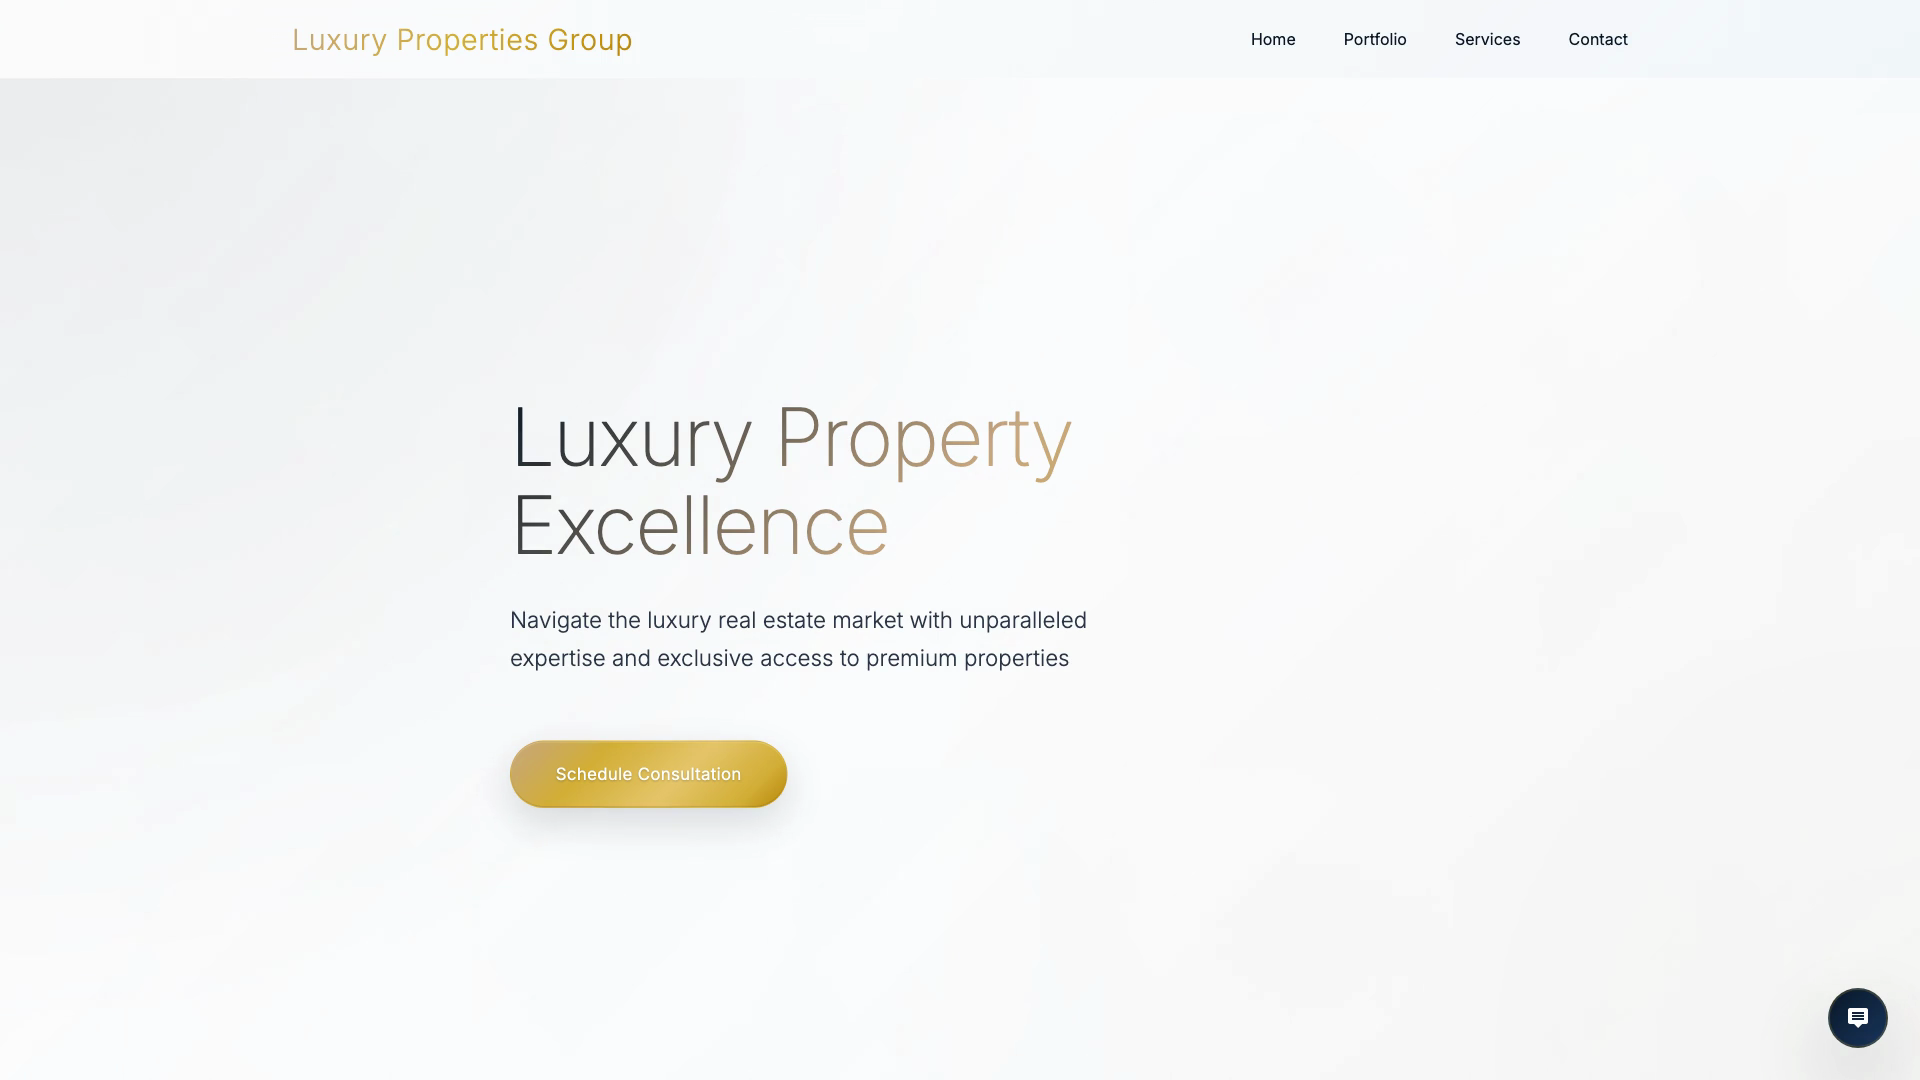 Luxury Properties Group
Home
Portfolio
Services
Contact
Luxury Property
Excellence
Navigate the luxury real estate market with unparalleled
expertise and exclusive access to premium properties
Schedule Consultation